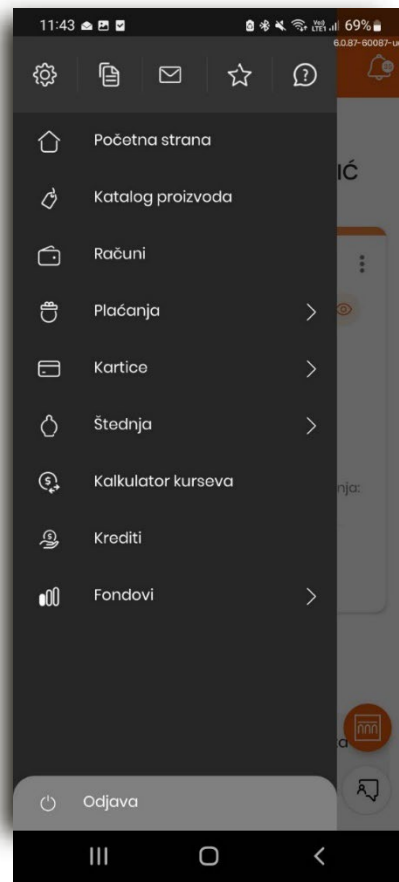 11:43
69%
6.0.87-60087-u
IĆ
Početna strana
Katalog proizvoda
Računi
Plaćanja
Kartice
Štednja
nja:
Kalkulator kurseva
Krediti
Fondovi
Odjava